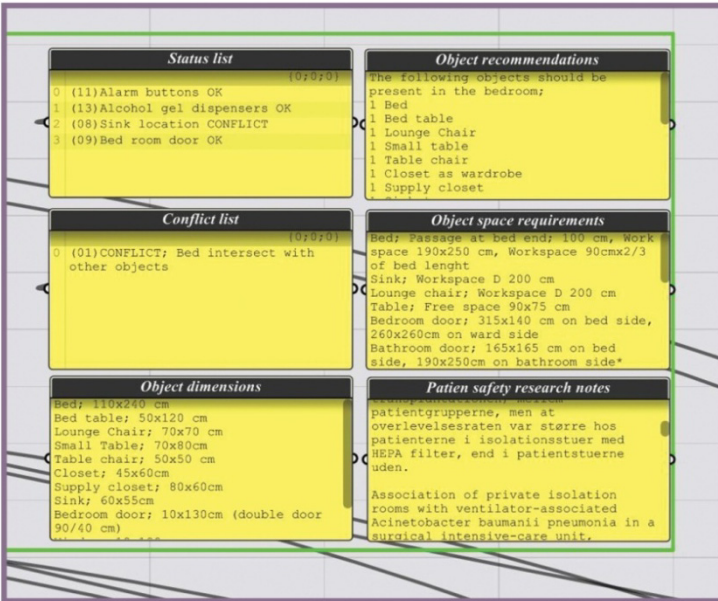 Status list
{0;0;0}
0 (11)Alarm buttons OK
1 (13)Alcohol gel dispensers OK
2 (08)Sink location CONFLICT
3 (09)Bed room door OK
Object recommendations
The following objects should be
present in the bedroom;
1 Bed
1 Bed table
1 Lounge Chair
1 Small table
1 Table chair
1 Closet as wardrobe
1 Supply closet
Conflict list
{0;0;0}
0 (01)CONFLICT; Bed intersect with
other objects
Object space requirements
Bed; Passage at bed end; 100 cm, Work
space 190x250 cm, Workspace 90cmx2/3
of bed lenght
Sink; Workspace D 200 cm
Lounge chair; Workspace D 200 cm
Table; Free space 90x75 cm
Bedroom door; 315x140 cm on bed side,
260x260cm on ward side
Bathroom door; 165x165 cm on bed
side, 190x250cm on bathroom side*
Object dimensions
Bed; 110x240 cm
Bed table; 50x120 cm
Lounge Chair; 70x70 cm
Small Table; 70x80cm
Table chair; 50x50 cm
Closet; 45x60cm
Supply closet; 80x60cm
Sink; 60x55cm
Bedroom door; 10x130cm (double door
90/40 cm)
Patien safety research notes
patientgrupperne, men at
overlevelsesraten var større hos
patienterne i isolationsstuer med
HEPA filter, end i patientstuerne
uden.
Association of private isolation
rooms with ventilator-associated
Acinetobacter baumanii pneumonia in a
surgical intensive-care unit.